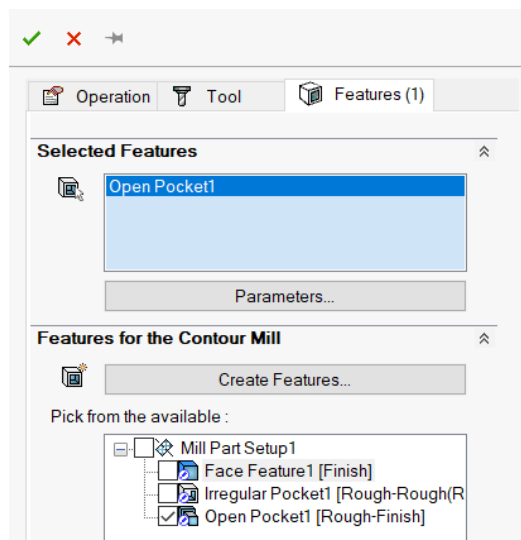 Operation Tool Features (1)
Selected Features
Open Pocket1
Parameters...
Features for the Contour Mill
Create Features...
Pick from the available :
Mill Part Setup1
Face Feature1 [Finish]
Irregular Pocket1 [Rough-Rough(R
Open Pocket1 [Rough-Finish]